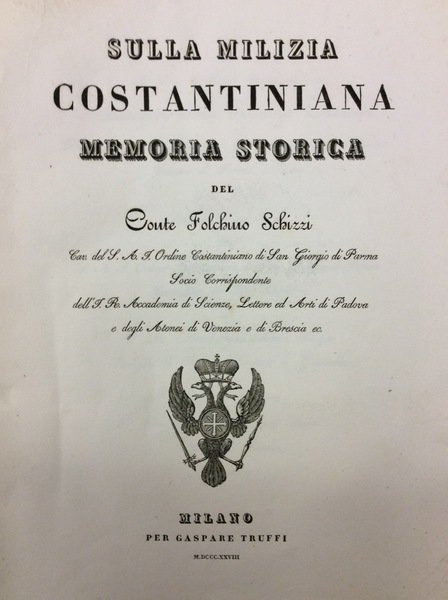 SULLA MILIZIA
COSTANTINIANA
MEMORIA STORICA
DEL
Conte Folchino Schizzi
Cav. del S. A. I. Ordine Costantiniano di San Giorgio di Parma
Socio Corrispondente
dell'I. R. Accademia di Scienze, Lettere ed Arti di Padova
e degli Atenei di Venezia e di Brescia ec.
MILANO
PER GASPARE TRUFFI
M.DCCC.XXVIII